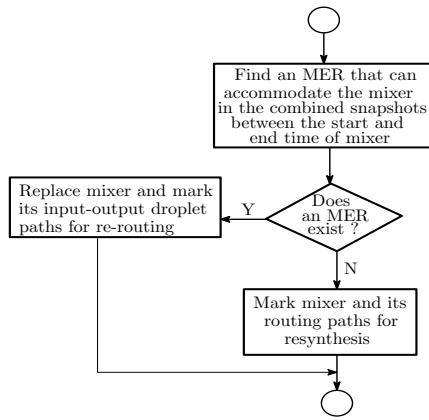 Find an MER that can
accommodate the mixer
in the combined snapshots
between the start and
end time of mixer
Does
an MER
exist ?
Y
Replace mixer and mark
its input-output droplet
paths for re-routing
N
Mark mixer and its
routing paths for
resynthesis